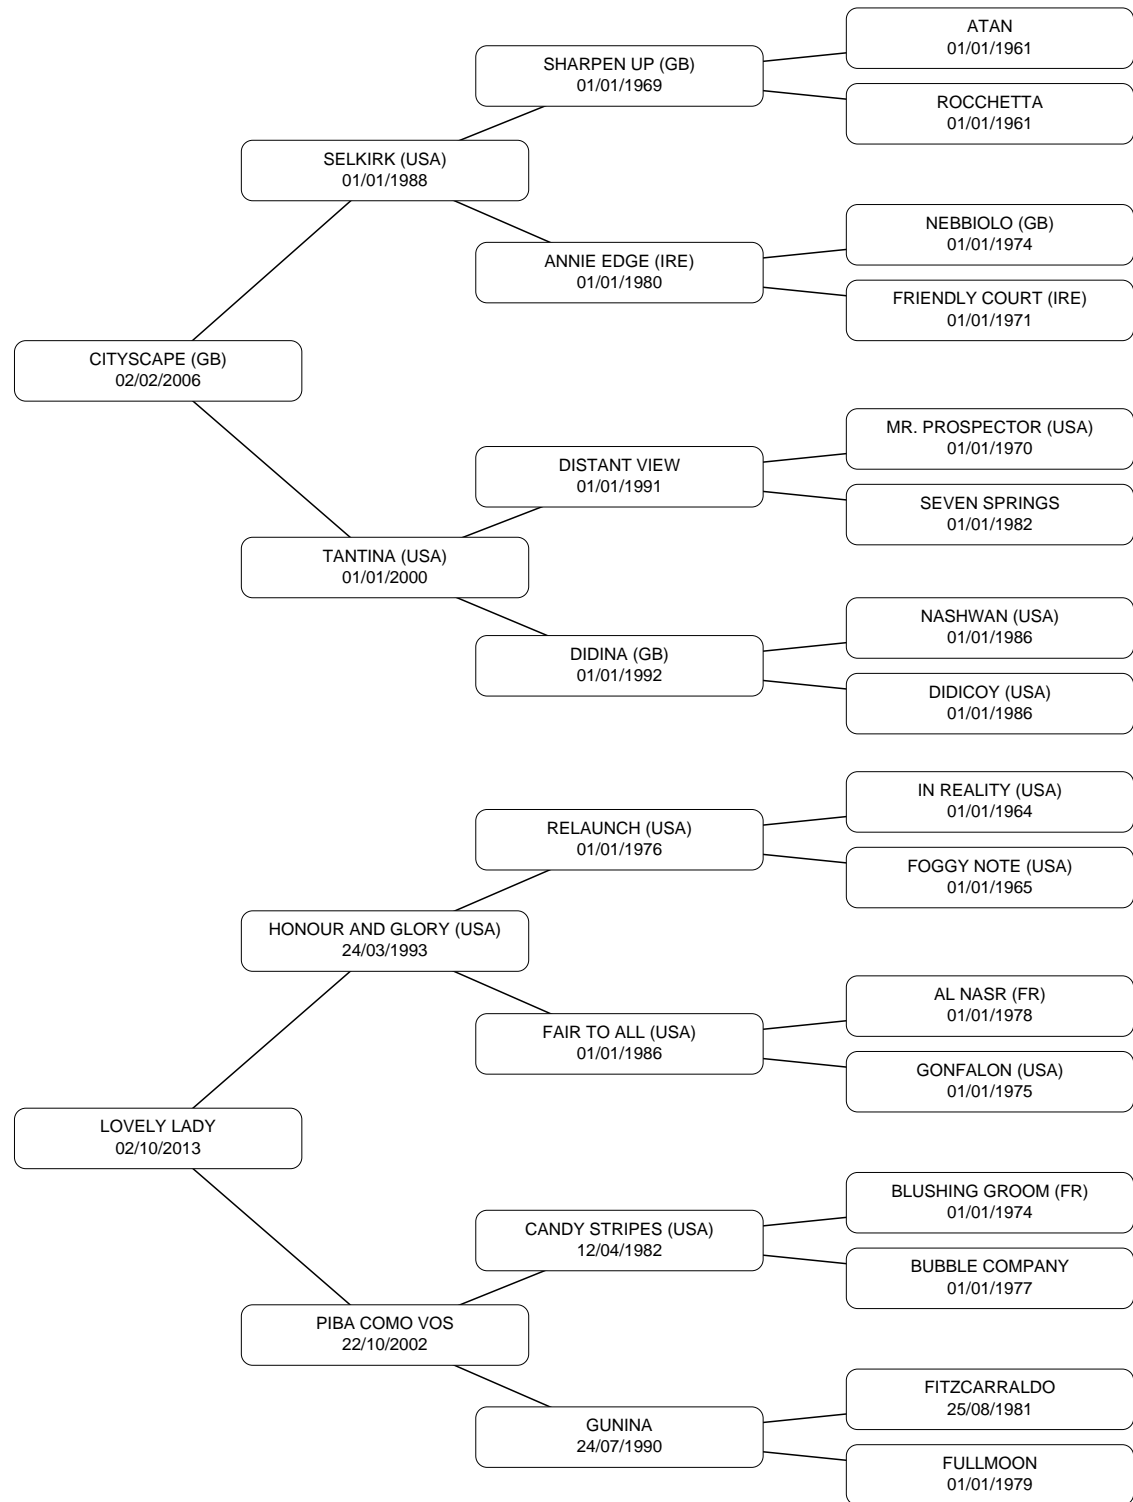 ATAN
01/01/1961
SHARPEN UP (GB)
01/01/1969
ROCCHETTA
01/01/1961
SELKIRK (USA)
01/01/1988
NEBBIOLO (GB)
01/01/1974
ANNIE EDGE (IRE)
01/01/1980
FRIENDLY COURT (IRE)
01/01/1971
CITYSCAPE (GB)
02/02/2006
MR. PROSPECTOR (USA)
01/01/1970
DISTANT VIEW
01/01/1991
SEVEN SPRINGS
01/01/1982
TANTINA (USA)
01/01/2000
NASHWAN (USA)
01/01/1986
DIDINA (GB)
01/01/1992
DIDICOY (USA)
01/01/1986
IN REALITY (USA)
01/01/1964
RELAUNCH (USA)
01/01/1976
FOGGY NOTE (USA)
01/01/1965
HONOUR AND GLORY (USA)
24/03/1993
AL NASR (FR)
01/01/1978
FAIR TO ALL (USA)
01/01/1986
GONFALON (USA)
01/01/1975
LOVELY LADY
02/10/2013
BLUSHING GROOM (FR)
01/01/1974
CANDY STRIPES (USA)
12/04/1982
BUBBLE COMPANY
01/01/1977
PIBA COMO VOS
22/10/2002
FITZCARRALDO
25/08/1981
GUNINA
24/07/1990
FULLMOON
01/01/1979